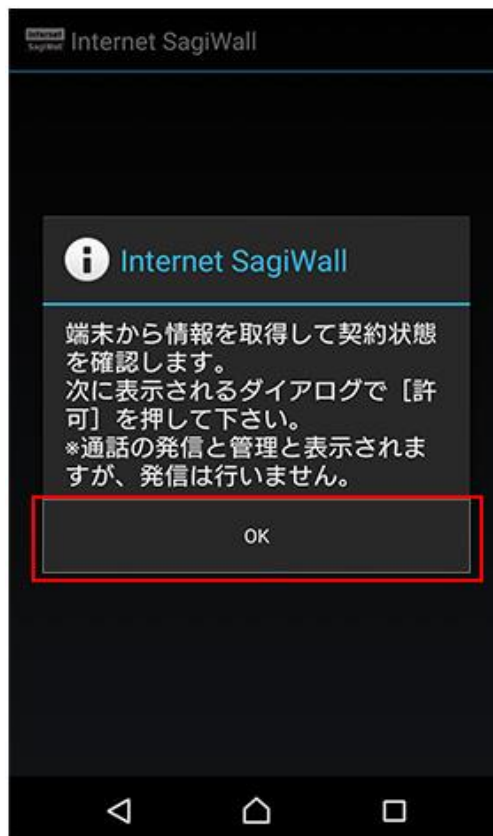 Internet SagiWall Internet SagiWall
Internet SagiWall
端末から情報を取得して契約状態
を確認します。
次に表示されるダイアログで［許
可］を押して下さい。
※通話の発信と管理と表示されま
すが、発信は行いません。
OK